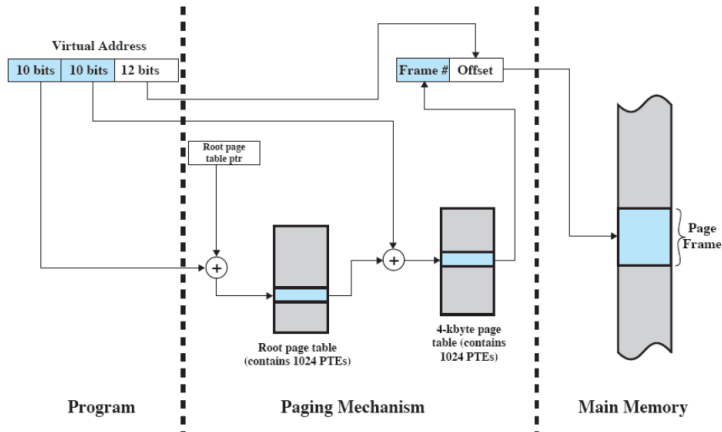 Virtual Address
10 bits 10 bits 12 bits
Frame # Offset
Root page
table ptr
+
+
Page
Frame
Root page table
(contains 1024 PTEs)
4-kbyte page
table (contains
1024 PTEs)
Program
Paging Mechanism
Main Memory